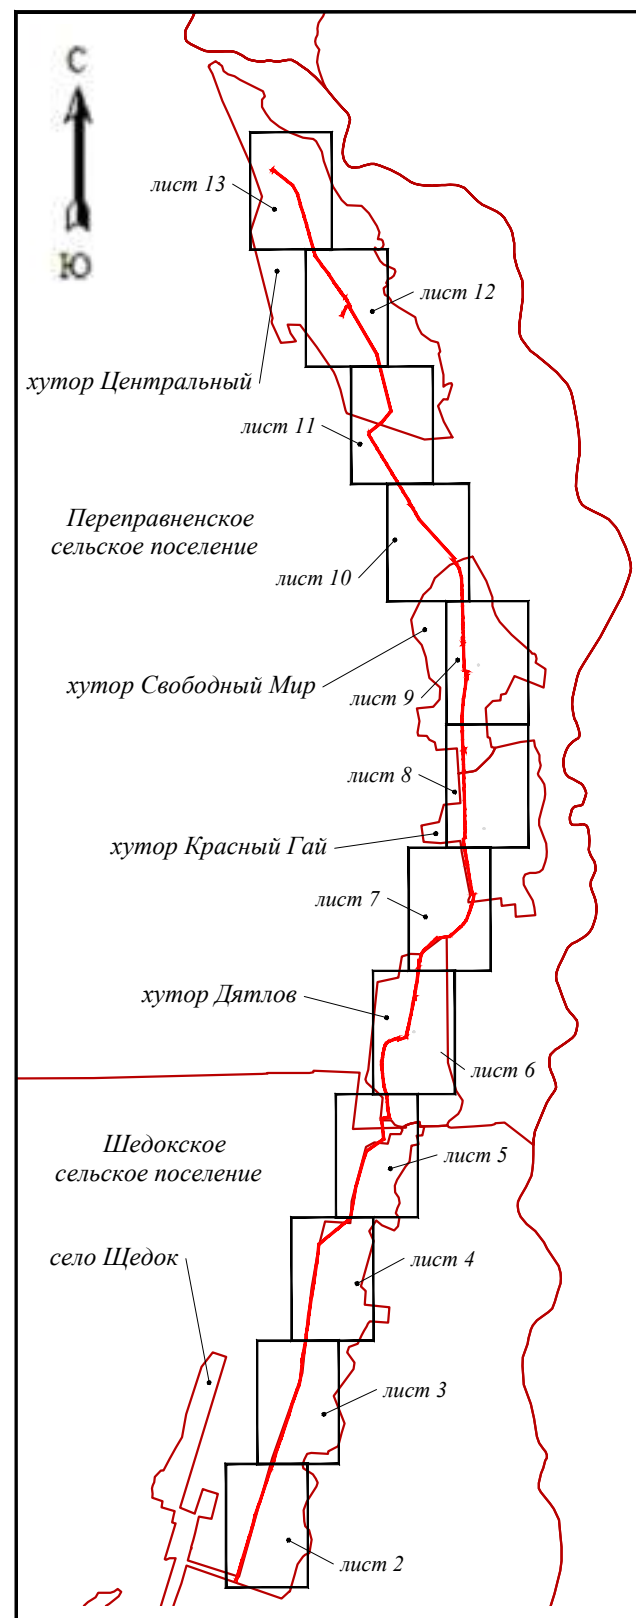 С
Ю
лист 13
лист 12
хутор Центральный
лист 11
Переправненское
сельское поселение
лист 10
хутор Свободный Мир
лист 9
лист 8
хутор Красный Гай
лист 7
хутор Дятлов
лист 6
Шедокское
сельское поселение
лист 5
село Щедок
лист 4
лист 3
лист 2